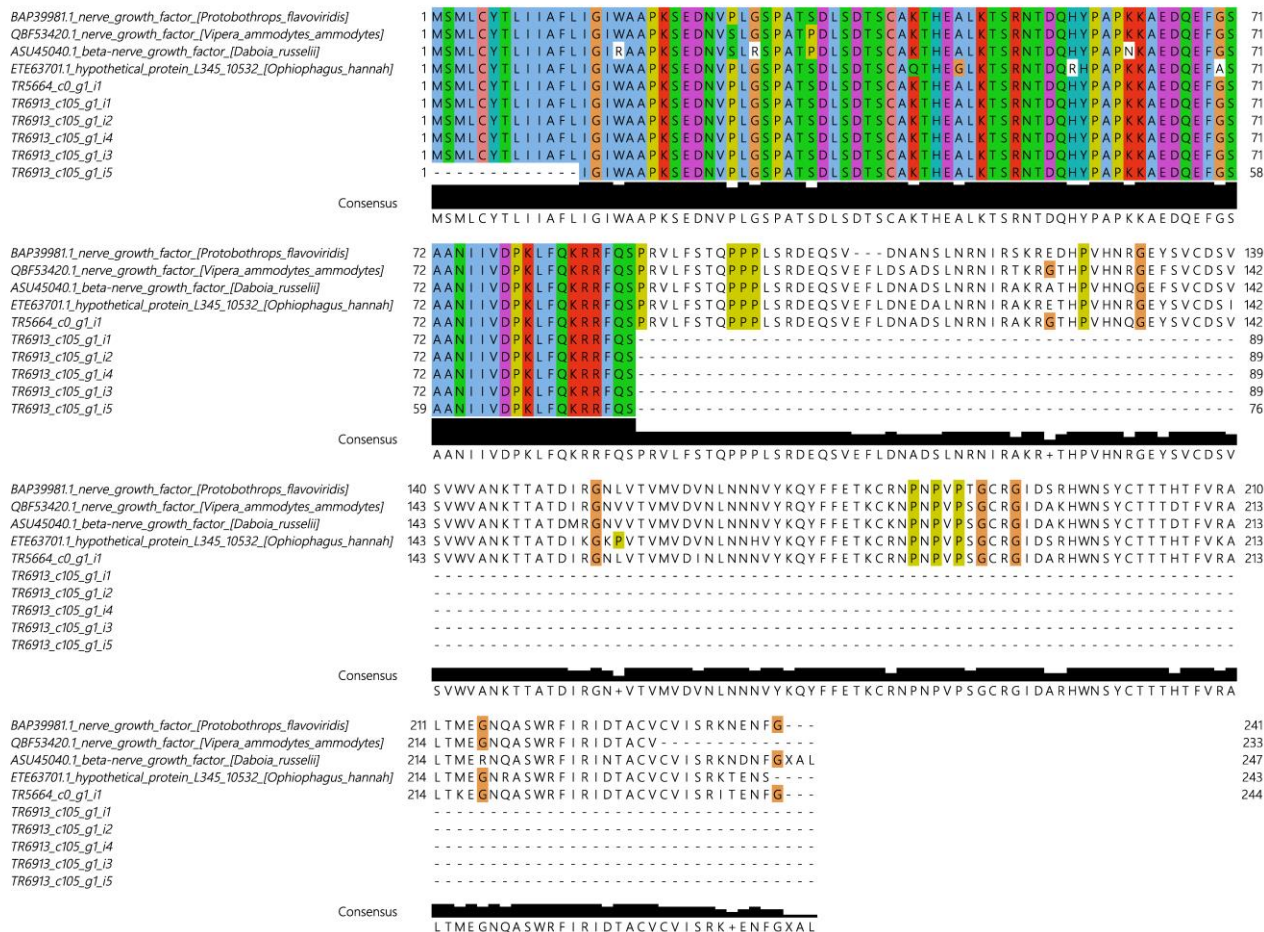 BAP39981.1_nerve_growth_factor_[Protobothrops_flavoviridis] 1 MSMLCYTLIIAFLIGIWAAPKSEDNVPLGSPATSDLSDTSCAKTHEALKTSRNTDQHYPAPKKAEDQEFGS 71
QBF53420.1_nerve_growth_factor_[Vipera_ammodytes_ammodytes] 1 MSMLCYTLIIAFLIGIWAAPKSEDNVSLGSPATPDLSDTSCAKTHEALKTSRNTDQHYPAPKKAEDQEFGS 71
ASU45040.1_beta-nerve_growth_factor_[Daboia_russelii] 1 MSMLCYTLIIAFLIGIRAAPKSEDNVSLRSPATPDLSDTSCAKTHEALKTSRNTDQHYPAPNKAEDQEFGS 71
ETE63701.1_hypothetical_protein_L345_10532_[Ophiophagus_hannah] 1 MSMLCYTLIIAFLIGIWAAPKSEDNVPLGSPATSDLSDTSCAQTHEGLKTSRNTDQRHPAPKKAEDQEFAS 71
TR5664_c0_g1_i1 1 MSMLCYTLIIAFLIGIWAAPKSEDNVPLGSPATSDLSDTSCAKTHEALKTSRNTDQHYPAPKKAEDQEFGS 71
TR6913_c105_g1_i1 1 MSMLCYTLIIAFLIGIWAAPKSEDNVPLGSPATSDLSDTSCAKTHEALKTSRNTDQHYPAPKKAEDQEFGS 71
TR6913_c105_g1_i2 1 MSMLCYTLIIAFLIGIWAAPKSEDNVPLGSPATSDLSDTSCAKTHEALKTSRNTDQHYPAPKKAEDQEFGS 71
TR6913_c105_g1_i4 1 MSMLCYTLIIAFLIGIWAAPKSEDNVPLGSPATSDLSDTSCAKTHEALKTSRNTDQHYPAPKKAEDQEFGS 71
TR6913_c105_g1_i3 1 MSMLCYTLIIAFLIGIWAAPKSEDNVPLGSPATSDLSDTSCAKTHEALKTSRNTDQHYPAPKKAEDQEFGS 71
TR6913_c105_g1_i5 1 -------------IGIWAAPKSEDNVPLGSPATSDLSDTSCAKTHEALKTSRNTDQHYPAPKKAEDQEFGS 58
Consensus
MSMLCYTLIIAFLIGIWAAPKSEDNVPLGSPATSDLSDTSCAKTHEALKTSRNTDQHYPAPKKAEDQEFGS
BAP39981.1_nerve_growth_factor_[Protobothrops_flavoviridis] 72 AANIIVDPKLFQKRRFQSPRVLFSTQPPPLSRDEQSV---DNANSLNRNIRSKREDHPVHNRGEYSVCDSV 139
QBF53420.1_nerve_growth_factor_[Vipera_ammodytes_ammodytes] 72 AANIIVDPKLFQKRRFQSPRVLFSTQPPPLSRDEQSVEFLDSADSLNRNIRTKRGTHPVHNRGEYSVCDSV 142
ASU45040.1_beta-nerve_growth_factor_[Daboia_russelii] 72 AANIIVDPKLFQKRRFQSPRVLFSTQPPPLSRDEQSVEFLDNADSLNRNIRAKRATHPVHNQGEFSVCDSV 142
ETE63701.1_hypothetical_protein_L345_10532_[Ophiophagus_hannah] 72 AANIIVDPKLFQKRRFQSPRVLFSTQPPPLSRDEQSVEFLDNEDALNRNIRAKRETHPVHNRGEYSVCDSI 142
TR5664_c0_g1_i1 72 AANIIVDPKLFQKRRFQSPRVLFSTQPPPLSRDEQSVEFLDNADSLNRNIRAKRGTHPVHNQGEYSVCDSV 142
TR6913_c105_g1_i1 72 AANIIVDPKLFQKRRFQS----------------------------------------------------- 89
TR6913_c105_g1_i2 72 AANIIVDPKLFQKRRFQS----------------------------------------------------- 89
TR6913_c105_g1_i4 72 AANIIVDPKLFQKRRFQS----------------------------------------------------- 89
TR6913_c105_g1_i3 72 AANIIVDPKLFQKRRFQS----------------------------------------------------- 89
TR6913_c105_g1_i5 59 AANIIVDPKLFQKRRFQS----------------------------------------------------- 76
Consensus
AANIIVDPKLFQKRRFQSPRVLFSTQPPPLSRDEQSVEFLDNADSLNRNIRAKR+THPVHNRGEYSVCDSV
BAP39981.1_nerve_growth_factor_[Protobothrops_flavoviridis] 140 SVWVANKTTATDIRGNLVTVMVDVNLNNNVYKQYFFETKCRNPNPVPSGCRGIDSRHWNSYCTTTHTFVRA 210
QBF53420.1_nerve_growth_factor_[Vipera_ammodytes_ammodytes] 143 SVWVANKTTATDIRGNVVTVMVDVNLNNNVYRQYFFETKCKNPNPVPSGCRGIDAKHWNSYCTTTDTFVRA 213
ASU45040.1_beta-nerve_growth_factor_[Daboia_russelii] 143 SVWVANKTTATDMRGNVVTVMVDVNLNNNVYKQYFFETKCKNPNPVPSGCRGIDAKHWNSYCTTTDTFVRA 213
ETE63701.1_hypothetical_protein_L345_10532_[Ophiophagus_hannah] 143 SVWVANKTTATDIKGKPVTVMVDVNLNNHVYKQYFFETKCRNPNPVPSGCRGIDARHWNSYCTTTDTFVKA 213
TR5664_c0_g1_i1 143 SVWVANKTTATDIRGNLVTVMVDINLNNNVYKQYFFETKCRNPNPVPSGCRGIDARHWNSYCTTTHTFVRA 213
TR6913_c105_g1_i1 -----------------------------------------------------------------------
TR6913_c105_g1_i2 -----------------------------------------------------------------------
TR6913_c105_g1_i4 -----------------------------------------------------------------------
TR6913_c105_g1_i3 -----------------------------------------------------------------------
TR6913_c105_g1_i5 -----------------------------------------------------------------------
Consensus
SVWVANKTTATDIRGN+VTVMVDVNLNNNVYKQYFFETKCRNPNPVPSGCRGIDARHWNSYCTTTHTFVRA
BAP39981.1_nerve_growth_factor_[Protobothrops_flavoviridis] 211 LTMEGNQASWRFIRIDTACVCVISRKNENFG--- 241
QBF53420.1_nerve_growth_factor_[Vipera_ammodytes_ammodytes] 214 LTMEGNQASWRFIRIDTACV-------------- 233
ASU45040.1_beta-nerve_growth_factor_[Daboia_russelii] 214 LTMERNQASWRFIRINTACVCVISRKNDNFGXAL 247
ETE63701.1_hypothetical_protein_L345_10532_[Ophiophagus_hannah] 214 LTMEGNRASWRFIRIDTACVCVISRKTENS---- 243
TR5664_c0_g1_i1 214 LTKEGNQASWRFIRIDTACVCVISRITENFG--- 244
TR6913_c105_g1_i1 ----------------------------------
TR6913_c105_g1_i2 ----------------------------------
TR6913_c105_g1_i4 ----------------------------------
TR6913_c105_g1_i3 ----------------------------------
TR6913_c105_g1_i5 ----------------------------------
Consensus
LTMEGNQASWRFIRIDTACVCVISRK+ENFGXAL